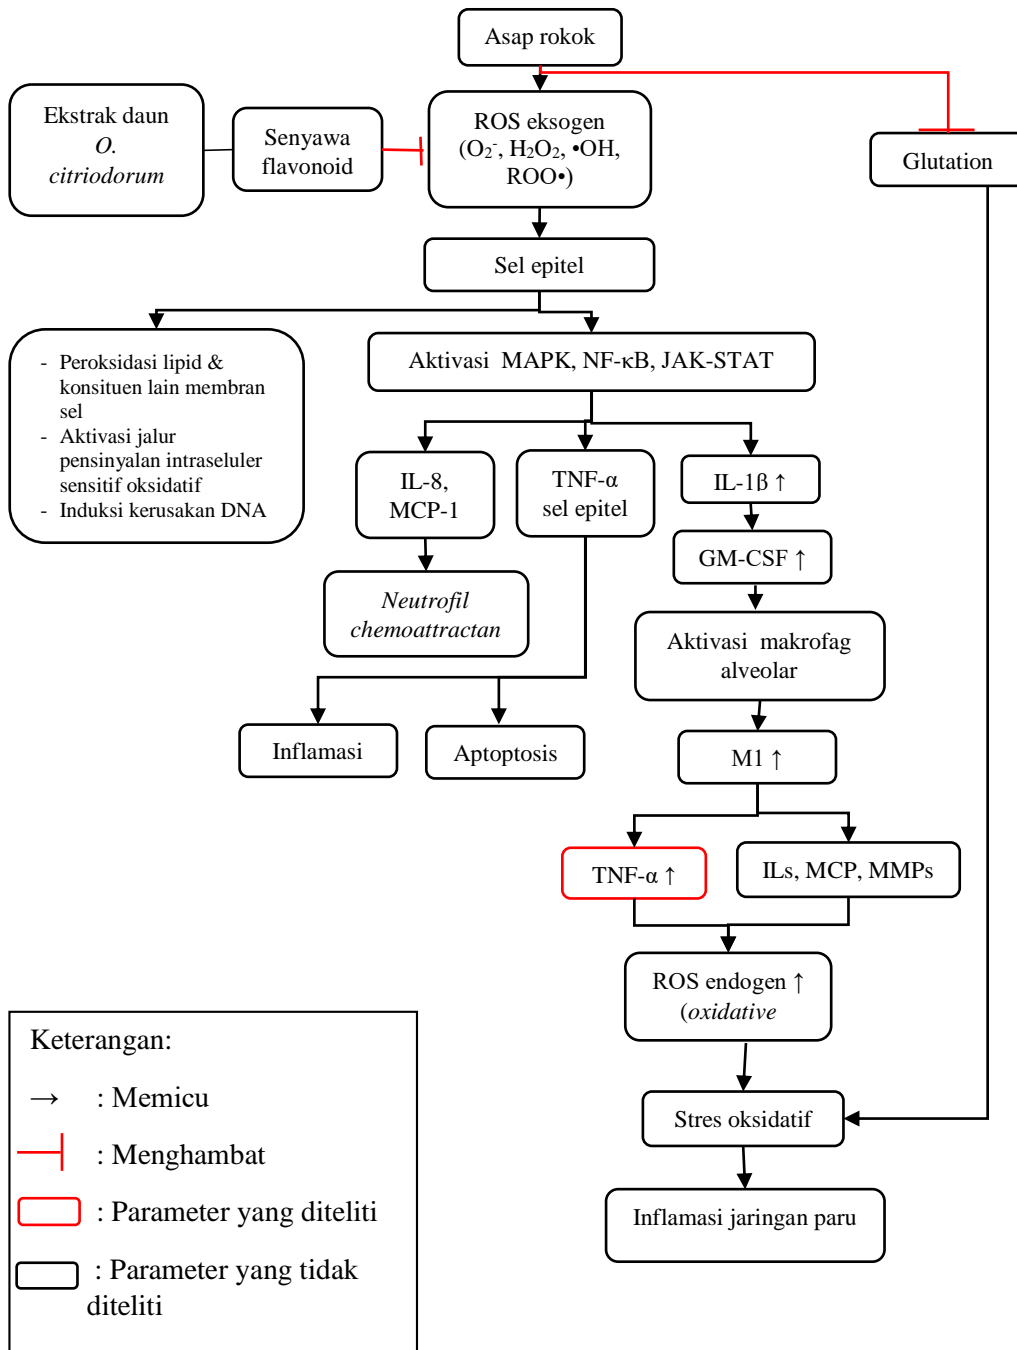 Asap rokok
Ekstrak daun
O.
citriodorum
Senyawa
flavonoid
ROS eksogen
(O₂⁻, H₂O₂, •OH,
ROO•)
Glutation
Sel epitel
- Peroksidasi lipid &
konsituen lain membran
sel
- Aktivasi jalur
pensinyalan intraseluler
sensitif oksidatif
- Induksi kerusakan DNA
Aktivasi MAPK, NF-κB, JAK-STAT
IL-8,
MCP-1
TNF-α
sel epitel
IL-1β ↑
GM-CSF ↑
Neutrofil
chemoattractan
Aktivasi makrofag
alveolar
Inflamasi
Aptoptosis
M1 ↑
TNF-α ↑
ILs, MCP, MMPs
ROS endogen ↑
(oxidative
Stres oksidatif
Inflamasi jaringan paru
Keterangan:
→ : Memicu
: Menghambat
: Parameter yang diteliti
: Parameter yang tidak
diteliti